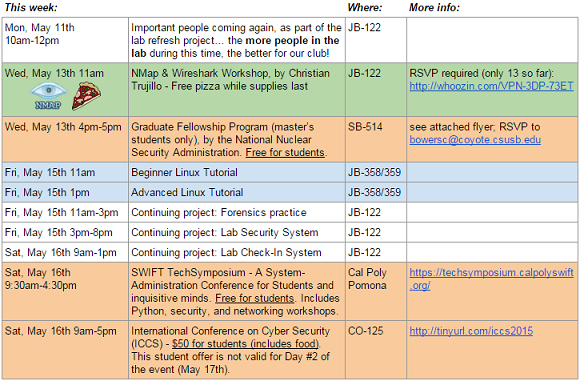 This week: Where: More info:
Mon, May 11th Important people coming again, as part of the JB-122
10am-12pm lab refresh project... the more people in the
lab during this time, the better for our club!
Wed, May 13th 11am NMap & Wireshark Workshop, by Christian JB-122 RSVP required (only 13 so far):
Trujillo - Free pizza while supplies last http://whoozin.com/VPN-3DP-73ET
NMAP
Wed, May 13th 4pm-5pm Graduate Fellowship Program (master's SB-514 see attached flyer; RSVP to
students only), by the National Nuclear bowersc@coyote.csusb.edu
Security Administration. Free for students.
Fri, May 15th 11am Beginner Linux Tutorial JB-358/359
Fri, May 15th 1pm Advanced Linux Tutorial JB-358/359
Fri, May 15th 11am-3pm Continuing project: Forensics practice JB-122
Fri, May 15th 3pm-8pm Continuing project: Lab Security System JB-122
Sat, May 16th 9am-1pm Continuing project: Lab Check-In System JB-122
Sat, May 16th SWIFT TechSymposium - A System- Cal Poly https://techsymposium.calpolyswift
9:30am-4:30pm Administration Conference for Students and Pomona .org/
inquisitive minds. Free for students. Includes
Python, security, and networking workshops.
Sat, May 16th 9am-5pm International Conference on Cyber Security CO-125 http://tinyurl.com/iccs2015
(ICCS) - $50 for students (includes food).
This student offer is not valid for Day #2 of
the event (May 17th).